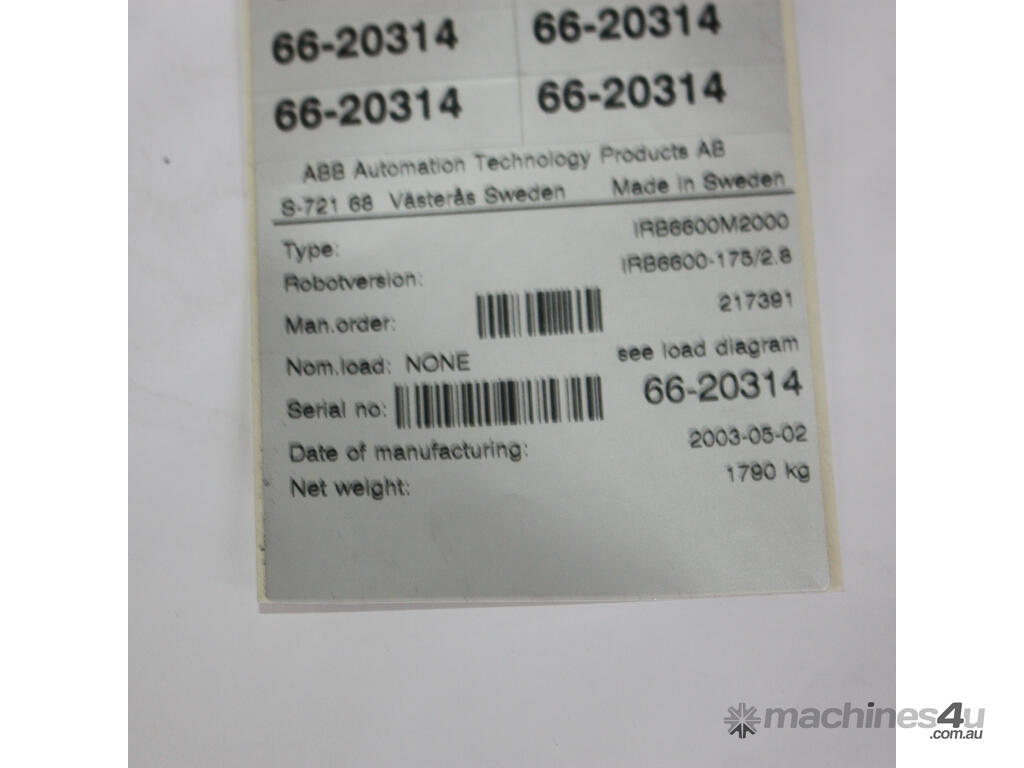 66-20314 66-20314
66-20314 66-20314
ABB Automation Technology Products AB
S-721 68 Västerås Sweden Made in Sweden
Type: IRB6600M2000
Robotversion: IRB6600-175/2.8
Man.order: 217391
Nom.load: NONE see load diagram
Serial no: 66-20314
Date of manufacturing: 2003-05-02
Net weight: 1790 kg
machines4u
.com.au